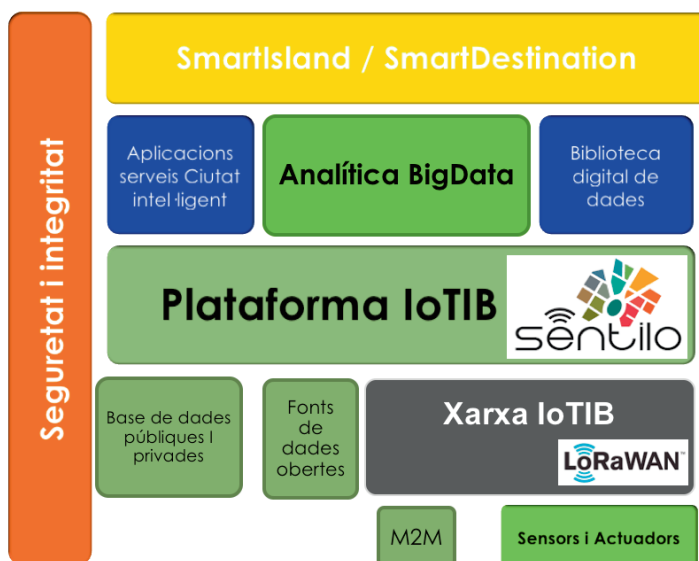 Seguretat i integritat
SmartIsland / SmartDestination
Aplicacions
serveis Ciutat
intel·ligent
Analítica BigData
Biblioteca
digital de
dades
Plataforma IoTIB
sentilo
Base de dades
públiques I
privades
Fonts
de
dades
obertes
Xarxa IoTIB
LoRaWAN™
M2M
Sensors i Actuadors